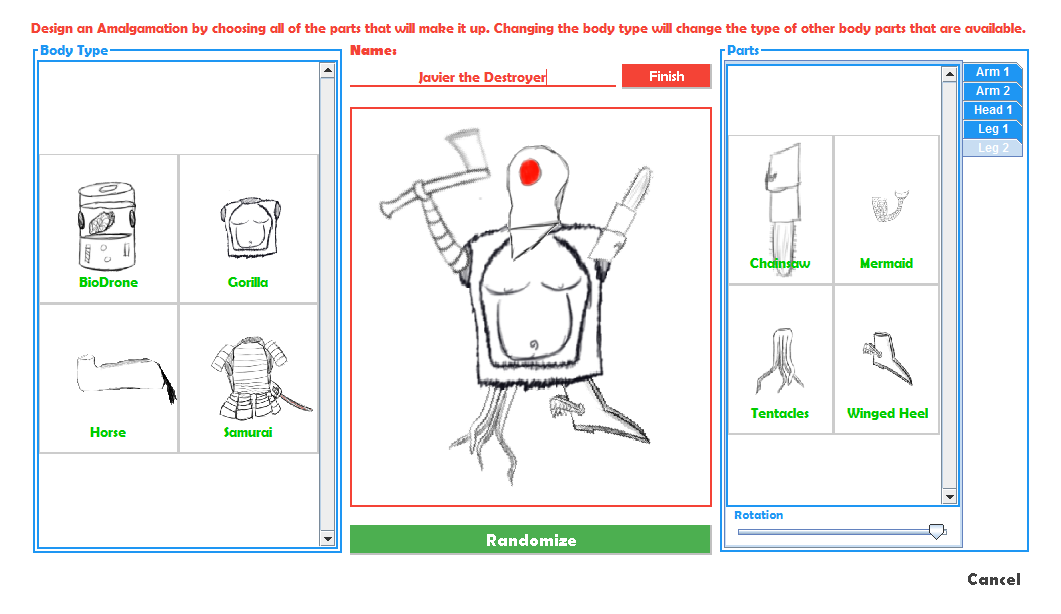 Design an Amalgamation by choosing all of the parts that will make it up. Changing the body type will change the type of other body parts that are available.
Body Type
BioDrone
Gorilla
Horse
Samurai
Name:
Javier the Destroyer
Finish
Randomize
Parts
Arm 1
Arm 2
Head 1
Leg 1
Leg 2
Chainsaw
Mermaid
Tentacles
Winged Heel
Rotation
Cancel